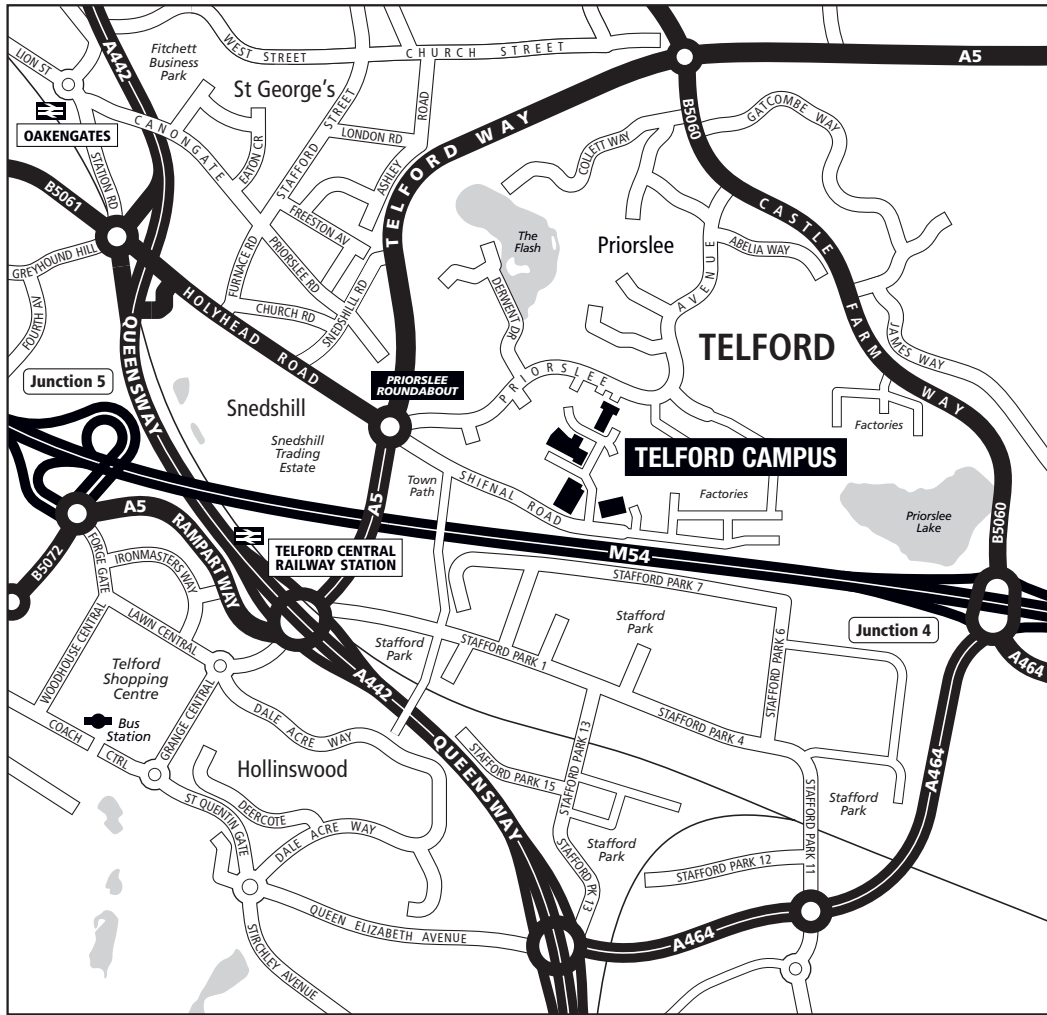 A442
Fitchett
Business
Park
WEST STREET
CHURCH STREET
A5
LION ST
St George's
OAKENGATES
CANONGATE
STATION RD
EATON CR
STAFFORD STREET
LONDON RD
ASHLEY ROAD
TELFORD WAY
B5060
COLLETT WAY
GATCOMBE WAY
B5061
GREYHOUND HILL
FOURTH AV
FREESTON AV
FURNACE RD
PRIORSLEE RD
SNEDSHILLL RD
CHURCH RD
The
Flash
Priorslee
ABELIA WAY
CASTLE FARM WAY
DERWENT DR
PRIORSLEE AVENUE
TELFORD
JAMES WAY
QUEENSWAY
HOLYHEAD ROAD
Junction 5
PRIORSLEE
ROUNDABOUT
Snedshill
Snedshill
Trading
Estate
Factories
TELFORD CAMPUS
Town
Path
SHIFNAL ROAD
Factories
Priorslee
Lake
B5060
A5
RAMPART WAY
A5
B5072
FORGE GATE
IRONMASTERS WAY
TELFORD CENTRAL
RAILWAY STATION
M54
STAFFORD PARK 7
WOODHOUSE CENTRAL
LAWN CENTRAL
Stafford
Park
Stafford
Park
STAFFORD PARK 1
STAFFORD PARK 6
Junction 4
A464
Telford
Shopping
Centre
Bus
Station
COACH
CTRL
GRANGE CENTRAL
A442
DALE ACRE WAY
QUEENSWAY
STAFFORD PARK 4
STAFFORD PARK 13
STAFFORD PARK 15
Hollinswood
DEERCOTE
ST QUENTIN GATE
DALE ACRE WAY
Stafford
Park
A464
Stafford
Park
STAFFORD PARK 12
STAFFORD PARK 11
STAFFORD PK 13
QUEEN ELIZABETH AVENUE
STIRCHLEY AVENUE
A464